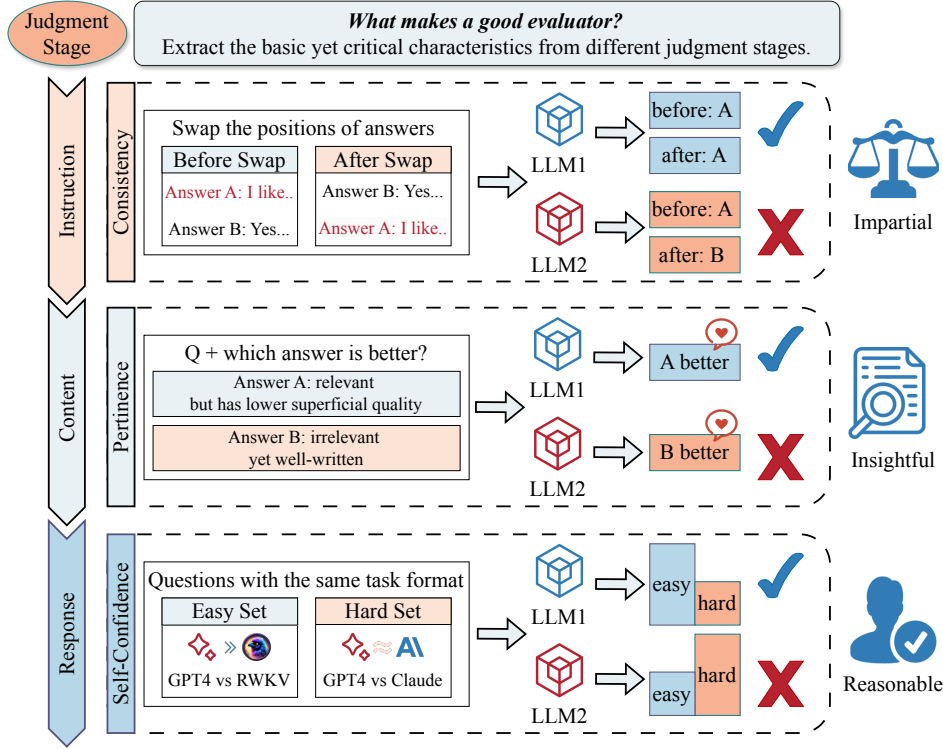 Judgment
Stage
What makes a good evaluator?
Extract the basic yet critical characteristics from different judgment stages.
Instruction
Consistency
Swap the positions of answers
Before Swap
Answer A: I like..
Answer B: Yes...
After Swap
Answer B: Yes...
Answer A: I like..
LLM1
before: A
after: A
LLM2
before: A
after: B
Impartial
Content
Pertinence
Q + which answer is better?
Answer A: relevant
but has lower superficial quality
Answer B: irrelevant
yet well-written
LLM1
A better
LLM2
B better
Insightful
Response
Self-Confidence
Questions with the same task format
Easy Set
GPT4 vs RWKV
Hard Set
GPT4 vs Claude
LLM1
easy
hard
LLM2
easy
hard
Reasonable